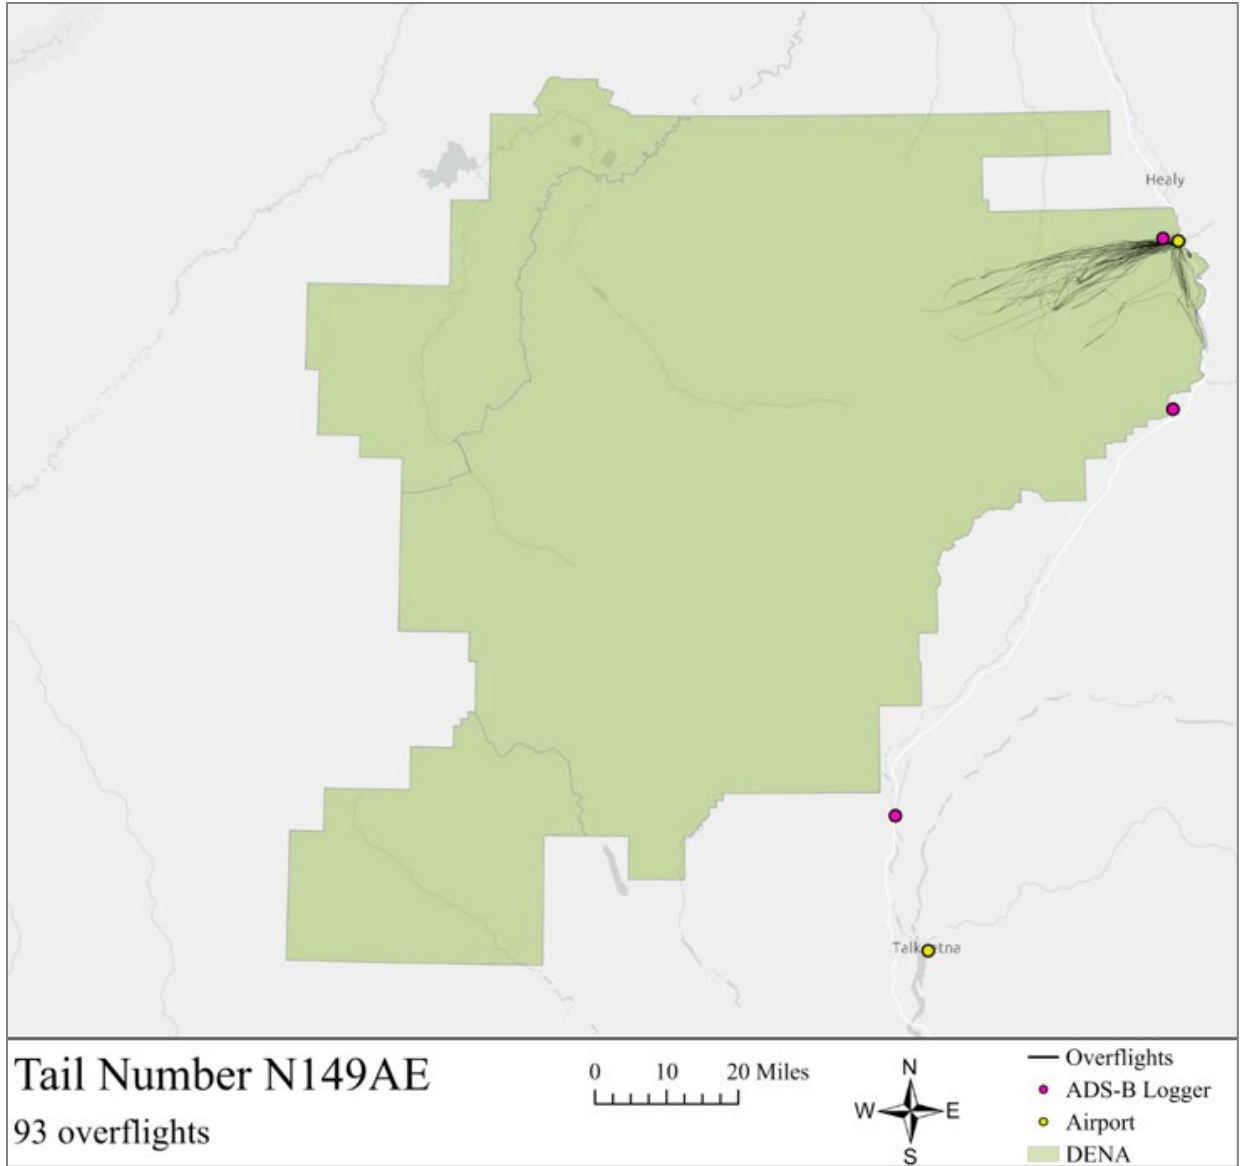 Healy
Talkeetna
Tail Number N149AE
93 overflights
0 10 20 Miles
N
W E
S
Overflights
ADS-B Logger
Airport
DENA